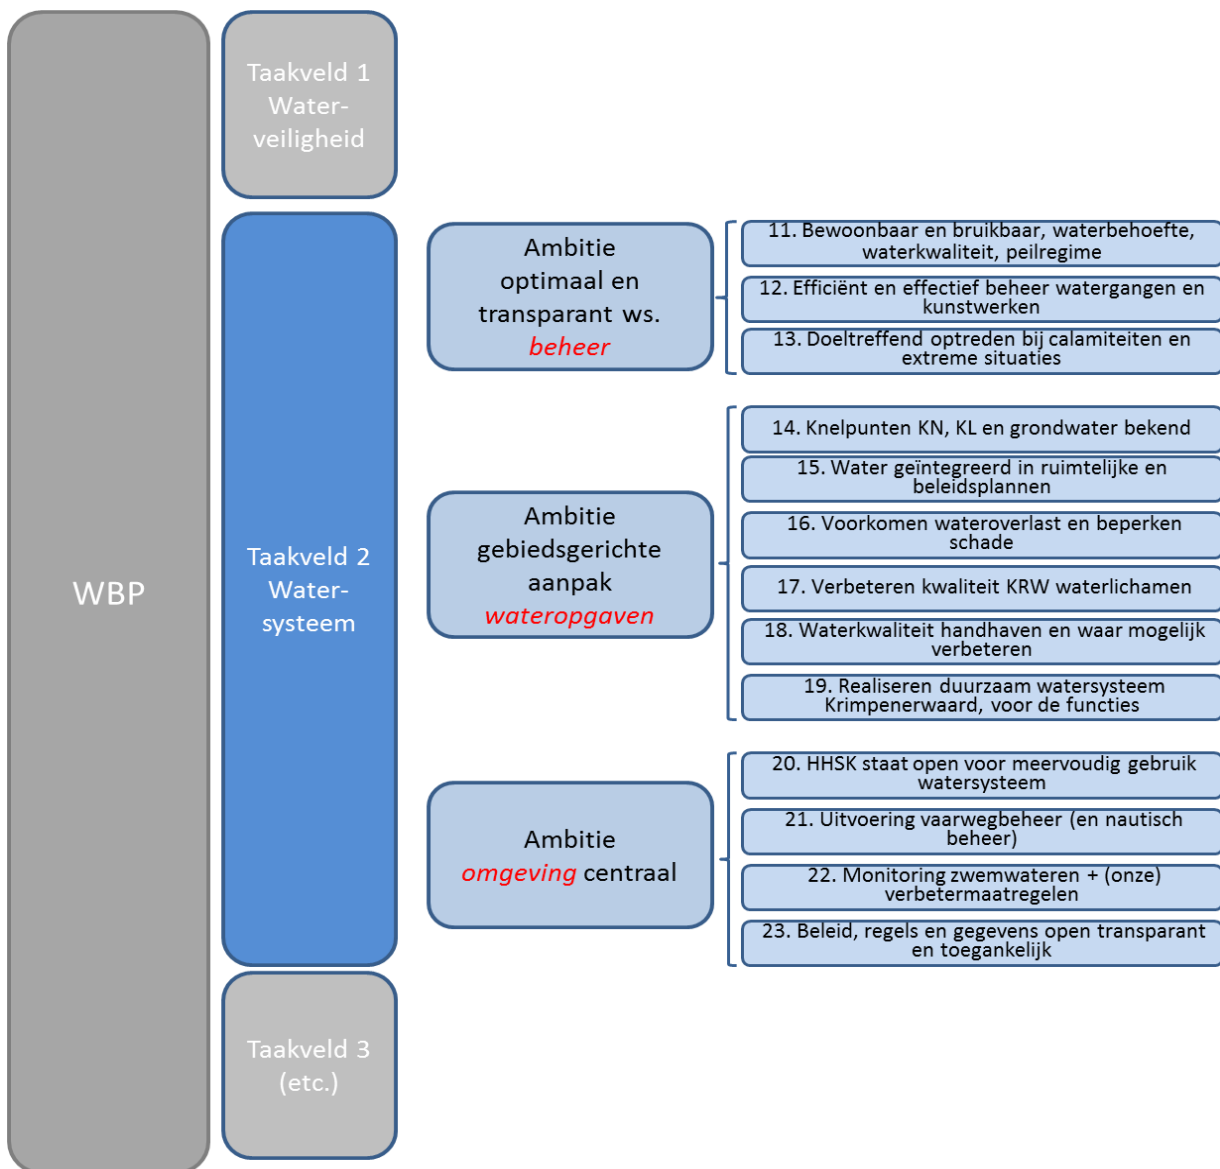 WBP
Taakveld 1
Water-
veiligheid
Taakveld 2
Water-
systeem
Taakveld 3
(etc.)
Ambitie
optimaal en
transparant ws.
beheer
11. Bewoonbaar en bruikbaar, waterbehoefte,
waterkwaliteit, peilregime
12. Efficiënt en effectief beheer watergangen en
kunstwerken
13. Doeltreffend optreden bij calamiteiten en
extreme situaties
Ambitie
gebiedsgerichte
aanpak
wateropgaven
14. Knelpunten KN, KL en grondwater bekend
15. Water geïntegreerd in ruimtelijke en
beleidsplannen
16. Voorkomen wateroverlast en beperken
schade
17. Verbeteren kwaliteit KRW waterlichamen
18. Waterkwaliteit handhaven en waar mogelijk
verbeteren
19. Realiseren duurzaam watersysteem
Krimpenerwaard, voor de functies
Ambitie
omgeving centraal
20. HHSK staat open voor meervoudig gebruik
watersysteem
21. Uitvoering vaarwegbeheer (en nautisch
beheer)
22. Monitoring zwemwateren + (onze)
verbetermaatregelen
23. Beleid, regels en gegevens open transparant
en toegankelijk